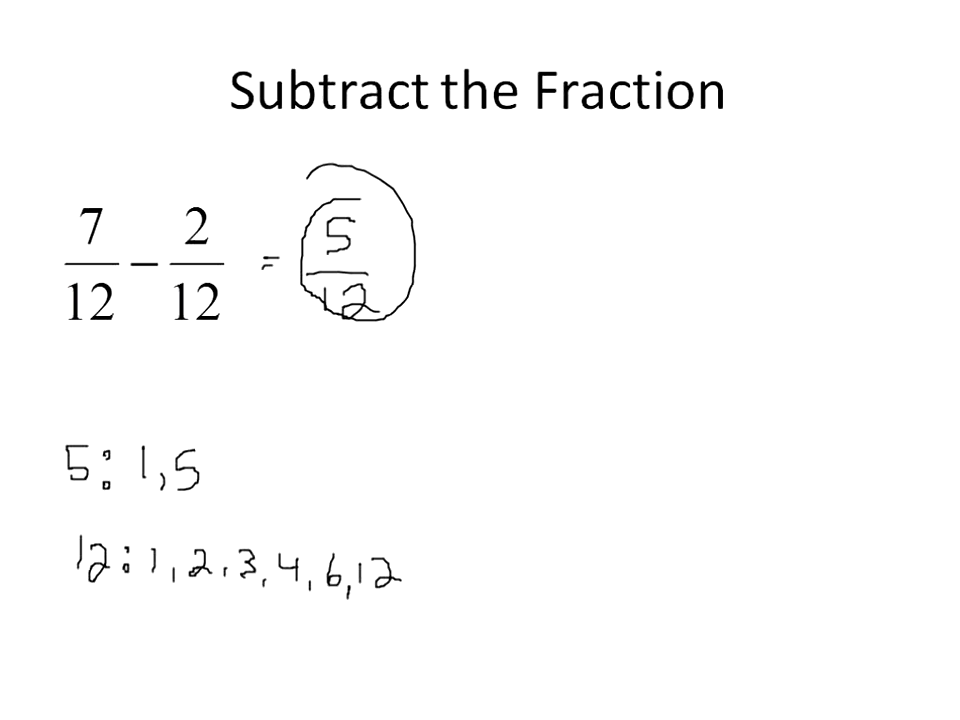 Subtract the Fraction
7/12 − 2/12 = 5/12
5: 1,5
12: 1, 2, 3, 4, 6, 12